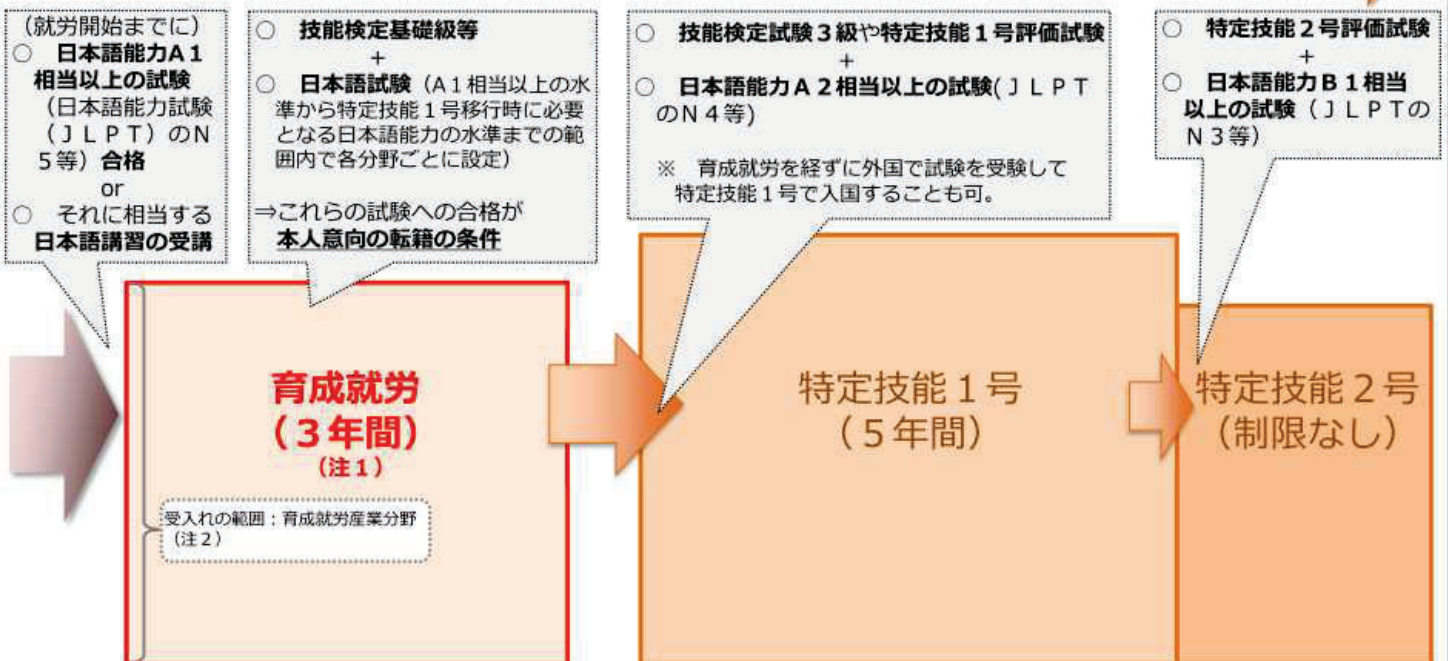 (就労開始までに)
○ 日本語能力A1
相当以上の試験
(日本語能力試験
(JLPT)のN
5等)合格
or
○ それに相当する
日本語講習の受講
○ 技能検定基礎級等
+
○ 日本語試験(A1相当以上の水
準から特定技能1号移行時に必要
となる日本語能力の水準までの範
囲内で各分野ごとに設定)
⇒これらの試験への合格が
本人意向の転籍の条件
○ 技能検定試験3級や特定技能1号評価試験
+
○ 日本語能力A2相当以上の試験(JLPT
のN4等)
※ 育成就労を経ずに外国で試験を受験して
特定技能1号で入国することも可。
○ 特定技能2号評価試験
+
○ 日本語能力B1相当
以上の試験(JLPTの
N3等)
育成就労
(3年間)
(注1)
受入れの範囲:育成就労産業分野
(注2)
特定技能1号
(5年間)
特定技能2号
(制限なし)